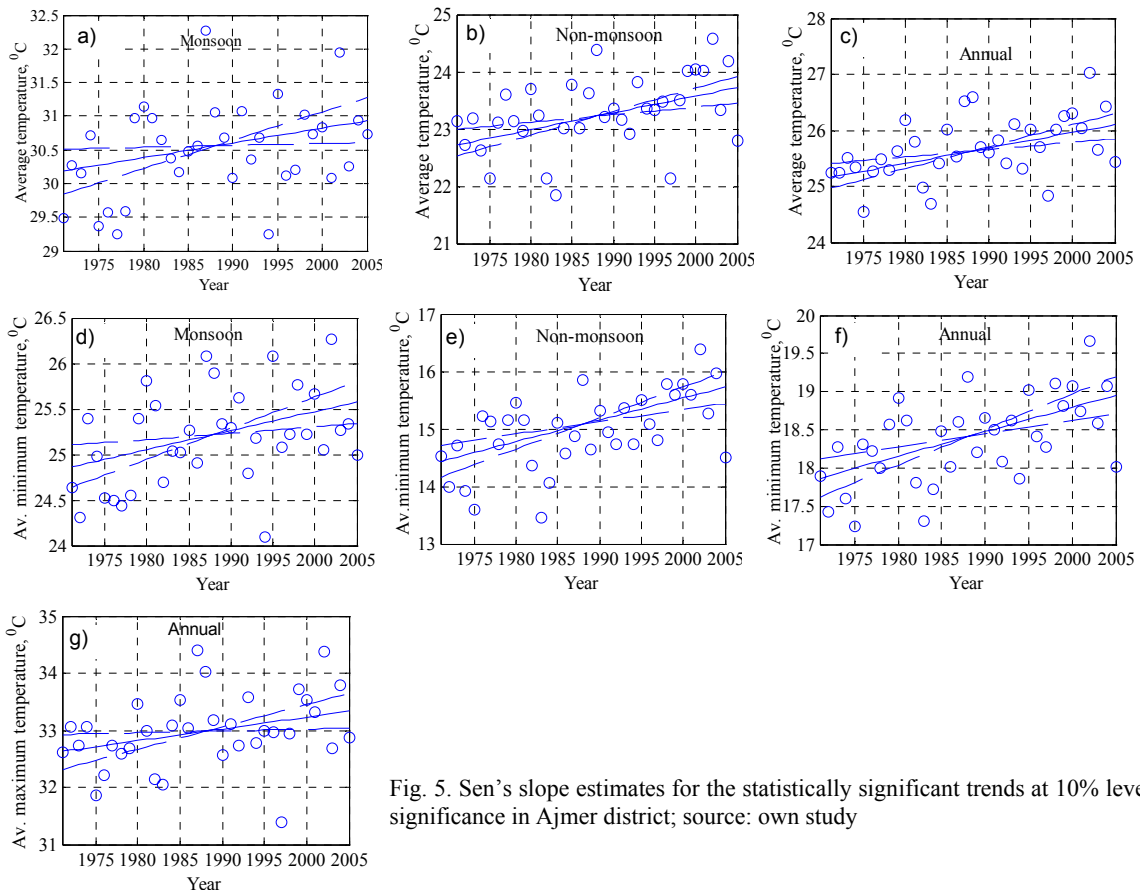 a)
Monsoon
Average temperature, ⁰C
32.5
32
31.5
31
30.5
30
29.5
29
1975 1980 1985 1990 1995 2000 2005
Year
b)
Non-monsoon
Average temperature, ⁰C
25
24
23
22
21
1975 1980 1985 1990 1995 2000 2005
Year
c)
Annual
Average temperature, ⁰C
28
27
26
25
24
1975 1980 1985 1990 1995 2000 2005
Year
d)
Monsoon
Av. minimum temperature, ⁰C
26.5
26
25.5
25
24.5
24
1975 1980 1985 1990 1995 2000 2005
Year
e)
Non-monsoon
Av.minimum temperature, ⁰C
17
16
15
14
13
1975 1980 1985 1990 1995 2000 2005
Year
f)
Annual
Av. minimum temperature, ⁰C
20
19.5
19
18.5
18
17.5
17
1975 1980 1985 1990 1995 2000 2005
Year
g)
Annual
Av. maximum temperature, ⁰C
35
34
33
32
31
1975 1980 1985 1990 1995 2000 2005
Year
Fig. 5. Sen’s slope estimates for the statistically significant trends at 10% leve
significance in Ajmer district; source: own study